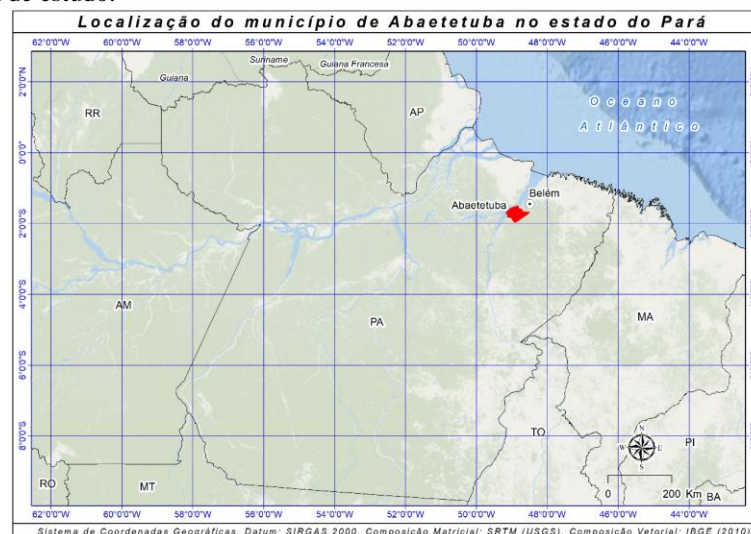 de estudo.
Localização do município de Abaetetuba no estado do Pará
62°0'0"W 60°0'0"W 58°0'0"W 56°0'0"W 54°0'0"W 52°0'0"W 50°0'0"W 48°0'0"W 46°0'0"W 44°0'0"W
Suriname
Guiana Francesa
Guiana
2°0'0"N
RR
AP
Oceano
Atlântico
0°0'0"
Belém
Abaetetuba
2°0'0"S
4°0'0"S
AM
PA
MA
6°0'0"S
8°0'0"S
TO
N
W E
S
PI
RO
MT
0 200 Km
BA
62°0'0"W 60°0'0"W 58°0'0"W 56°0'0"W 54°0'0"W 52°0'0"W 50°0'0"W 48°0'0"W 46°0'0"W 44°0'0"W
Sistema de Coordenadas Geográficas. Datum: SIRGAS 2000. Composição Matricial: SRTM (USGS). Composição Vetorial: IBGE (2010)